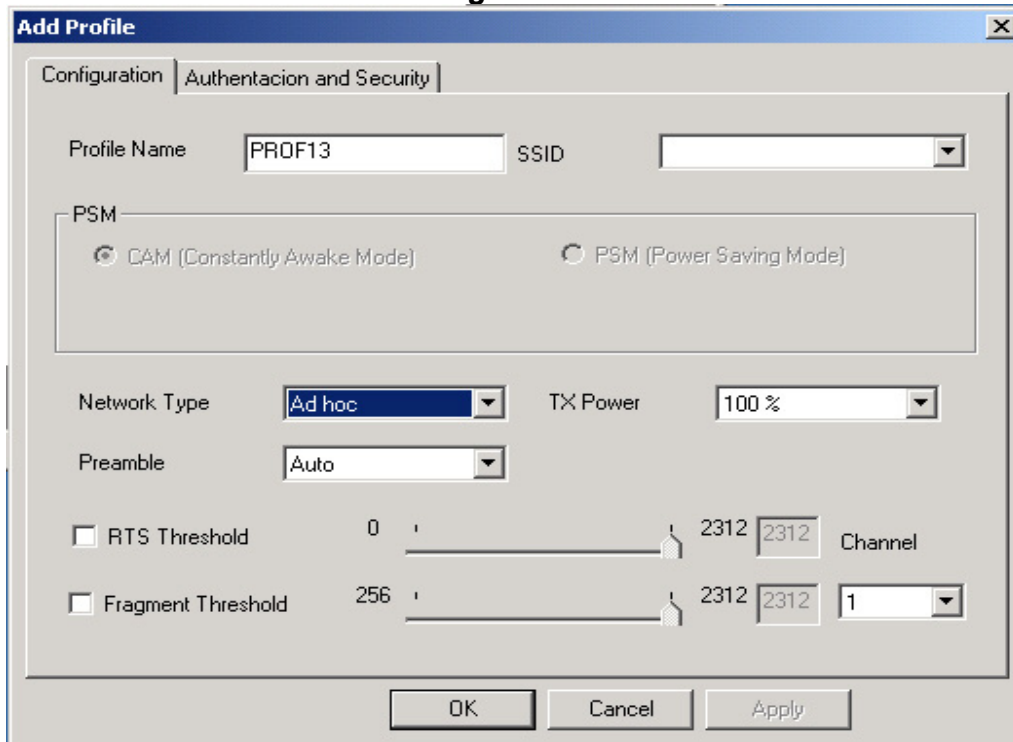 Add Profile
Configuration Authentacion and Security
Profile Name PROF13 SSID
PSM
CAM (Constantly Awake Mode) PSM (Power Saving Mode)
Network Type Ad hoc TX Power 100 %
Preamble Auto
RTS Threshold 0 2312 2312 Channel
Fragment Threshold 256 2312 2312 1
OK Cancel Apply